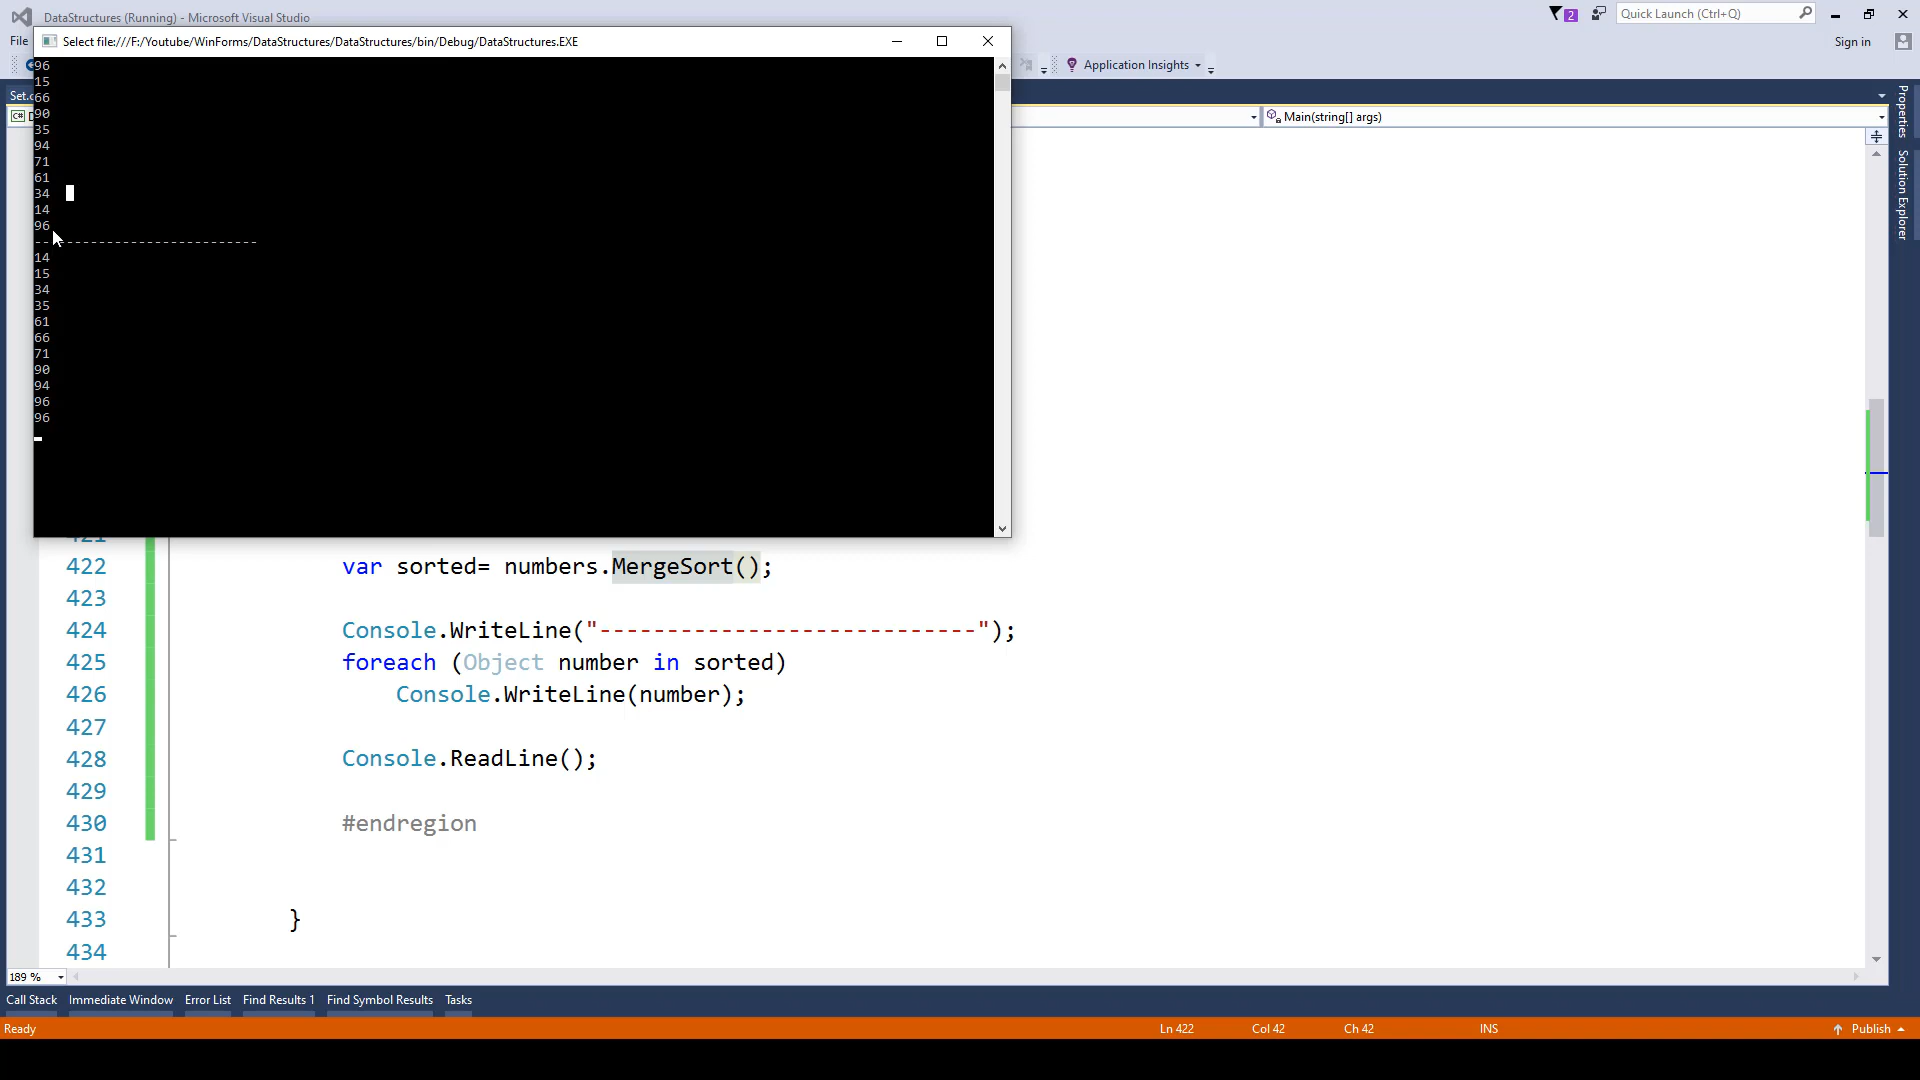 DataStructures (Running) - Microsoft Visual Studio
2
Quick Launch (Ctrl+Q)
File
Select file:///F:/Youtube/WinForms/DataStructures/DataStructures/bin/Debug/DataStructures.EXE
Sign in
Application Insights
Set.c
C#
Main(string[] args)
Properties
Solution Explorer
96
15
66
90
35
94
71
61
34
14
96
----------------------------
14
15
34
35
61
66
71
90
94
96
96
421
422 var sorted= numbers.MergeSort();
423
424 Console.WriteLine("----------------------------");
425 foreach (Object number in sorted)
426 Console.WriteLine(number);
427
428 Console.ReadLine();
429
430 #endregion
431
432
433 }
434
189 %
Call Stack Immediate Window Error List Find Results 1 Find Symbol Results Tasks
Ready Ln 422 Col 42 Ch 42 INS Publish